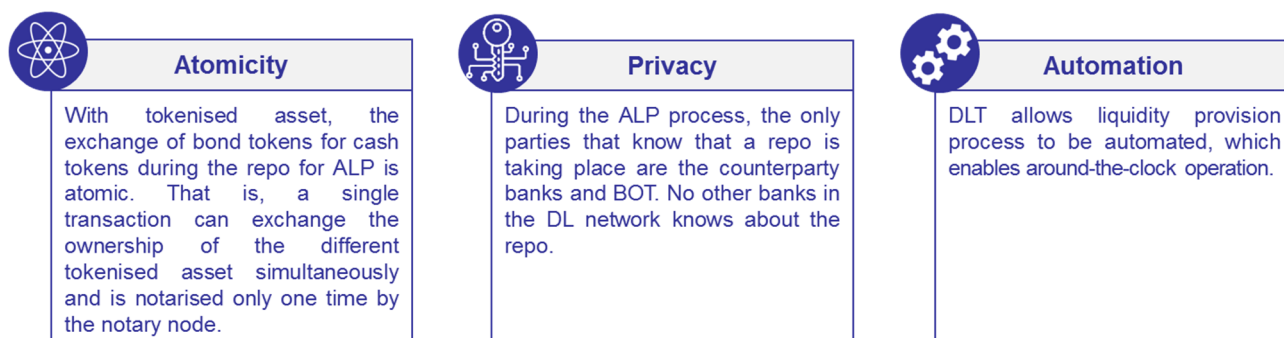 Atomicity
With tokenised asset, the
exchange of bond tokens for cash
tokens during the repo for ALP is
atomic. That is, a single
transaction can exchange the
ownership of the different
tokenised asset simultaneously
and is notarised only one time by
the notary node.
Privacy
During the ALP process, the only
parties that know that a repo is
taking place are the counterparty
banks and BOT. No other banks in
the DL network knows about the
repo.
Automation
DLT allows liquidity provision
process to be automated, which
enables around-the-clock operation.